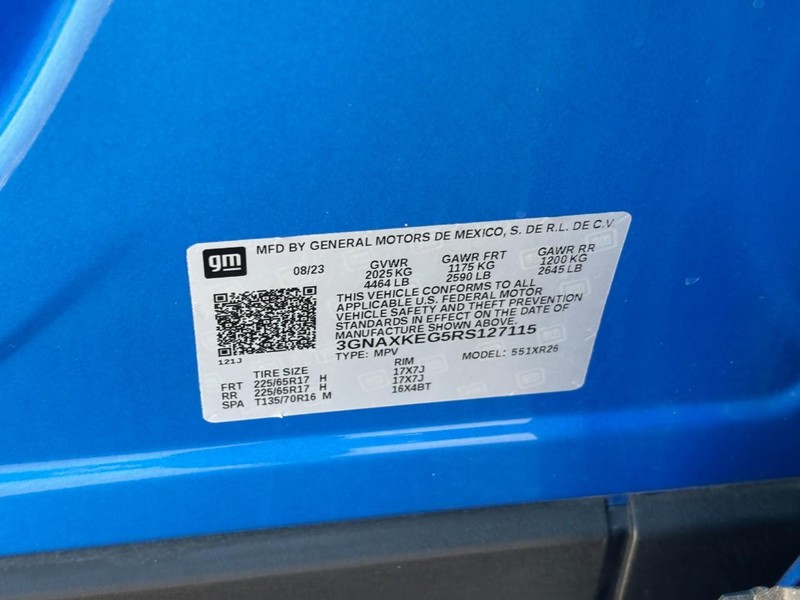 gm
MFD BY GENERAL MOTORS DE MEXICO, S. DE R.L. DE C.V.
08/23 GVWR GAWR FRT GAWR RR
2025 KG 1175 KG 1200 KG
4464 LB 2590 LB 2645 LB
THIS VEHICLE CONFORMS TO ALL
APPLICABLE U.S. FEDERAL MOTOR
VEHICLE SAFETY AND THEFT PREVENTION
STANDARDS IN EFFECT ON THE DATE OF
MANUFACTURE SHOWN ABOVE.
3GNAXKEG5RS127115
121J
TYPE: MPV MODEL: 551XR26
TIRE SIZE RIM
FRT 225/65R17 H 17X7J
RR 225/65R17 H 17X7J
SPA T135/70R16 M 16X4BT